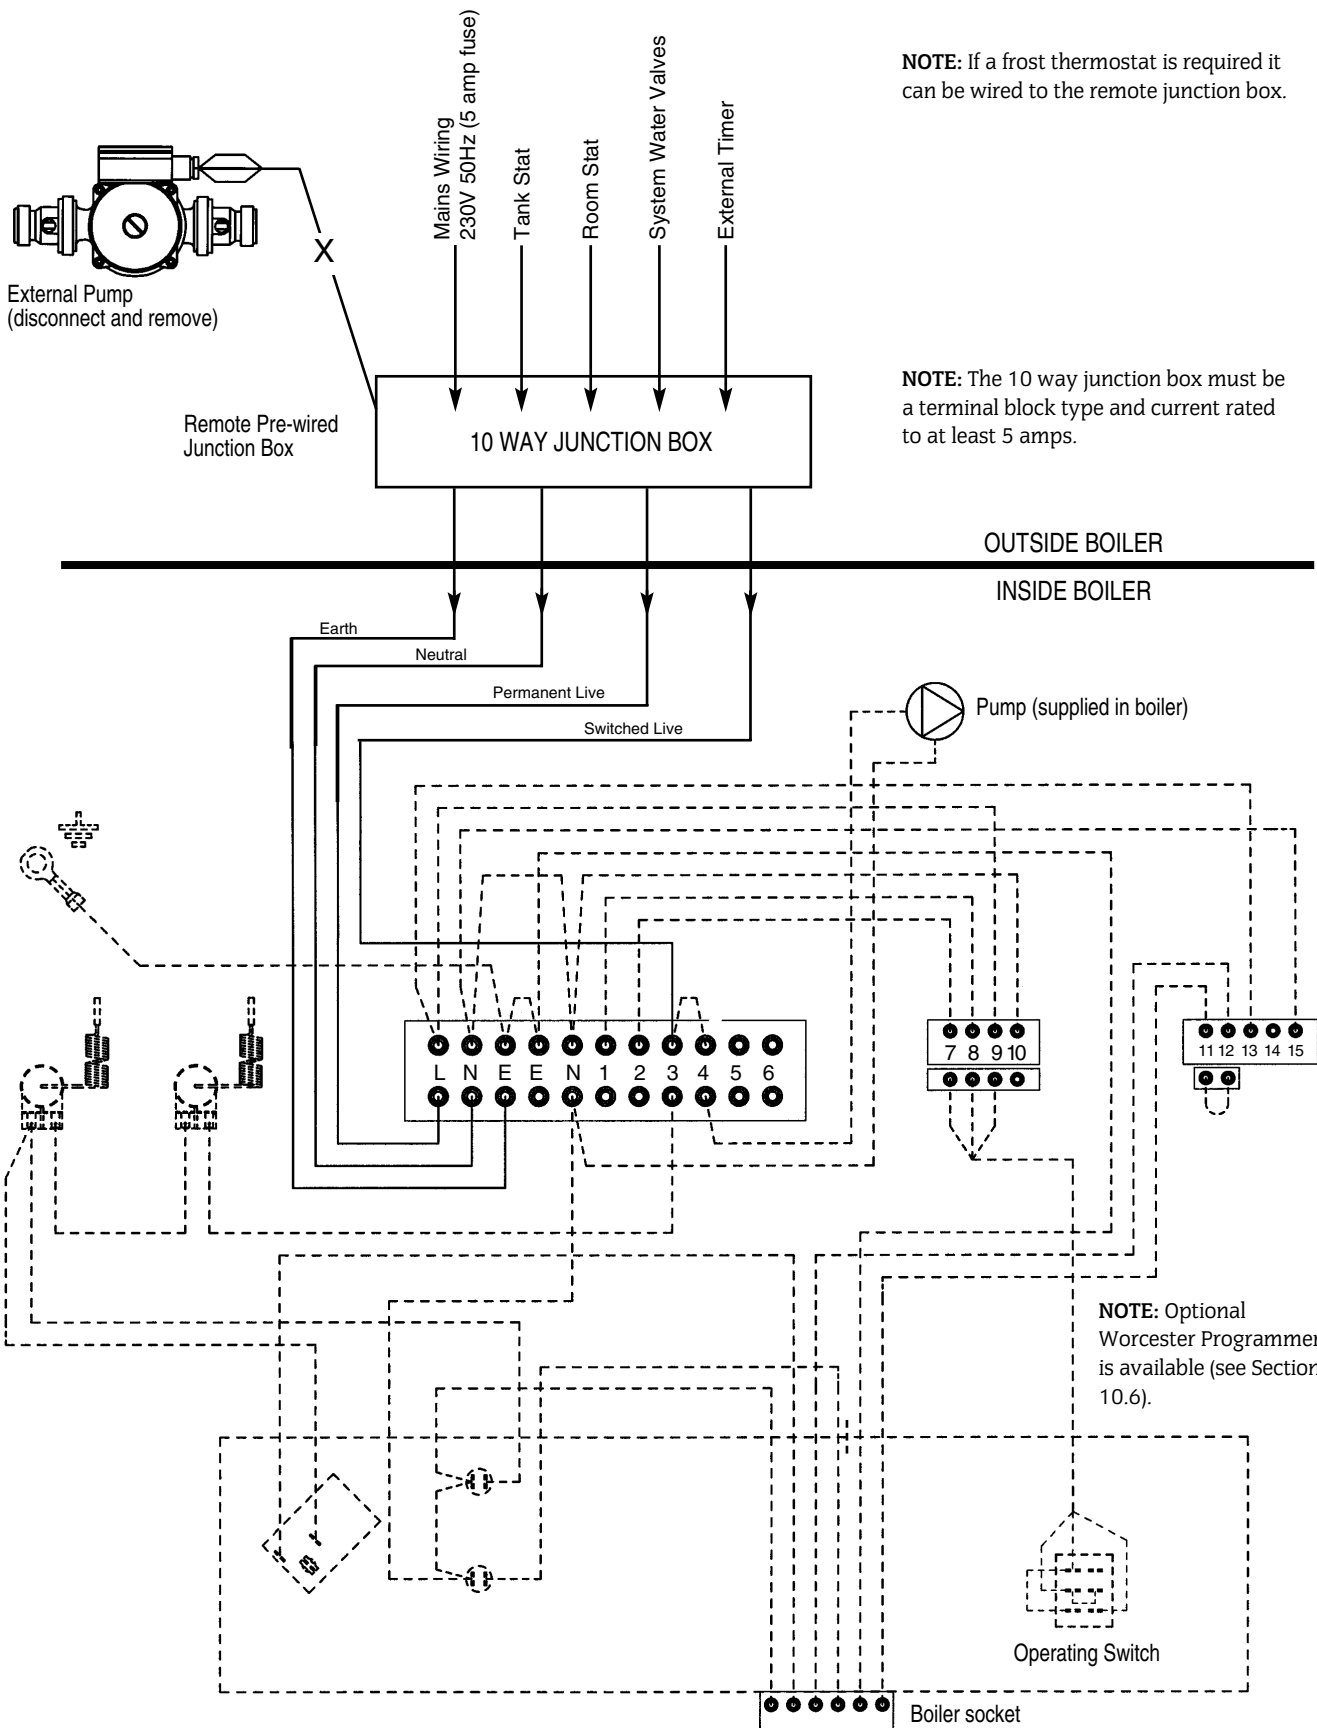 NOTE: If a frost thermostat is required it
can be wired to the remote junction box.
Mains Wiring
230V 50Hz (5 amp fuse)
Tank Stat
Room Stat
System Water Valves
External Timer
X
External Pump
(disconnect and remove)
NOTE: The 10 way junction box must be
a terminal block type and current rated
to at least 5 amps.
Remote Pre-wired
Junction Box
10 WAY JUNCTION BOX
OUTSIDE BOILER
INSIDE BOILER
Earth
Neutral
Permanent Live
Switched Live
Pump (supplied in boiler)
L N E E N 1 2 3 4 5 6
7 8 9 10
11 12 13 14 15
NOTE: Optional
Worcester Programmer
is available (see Section
10.6).
Operating Switch
Boiler socket